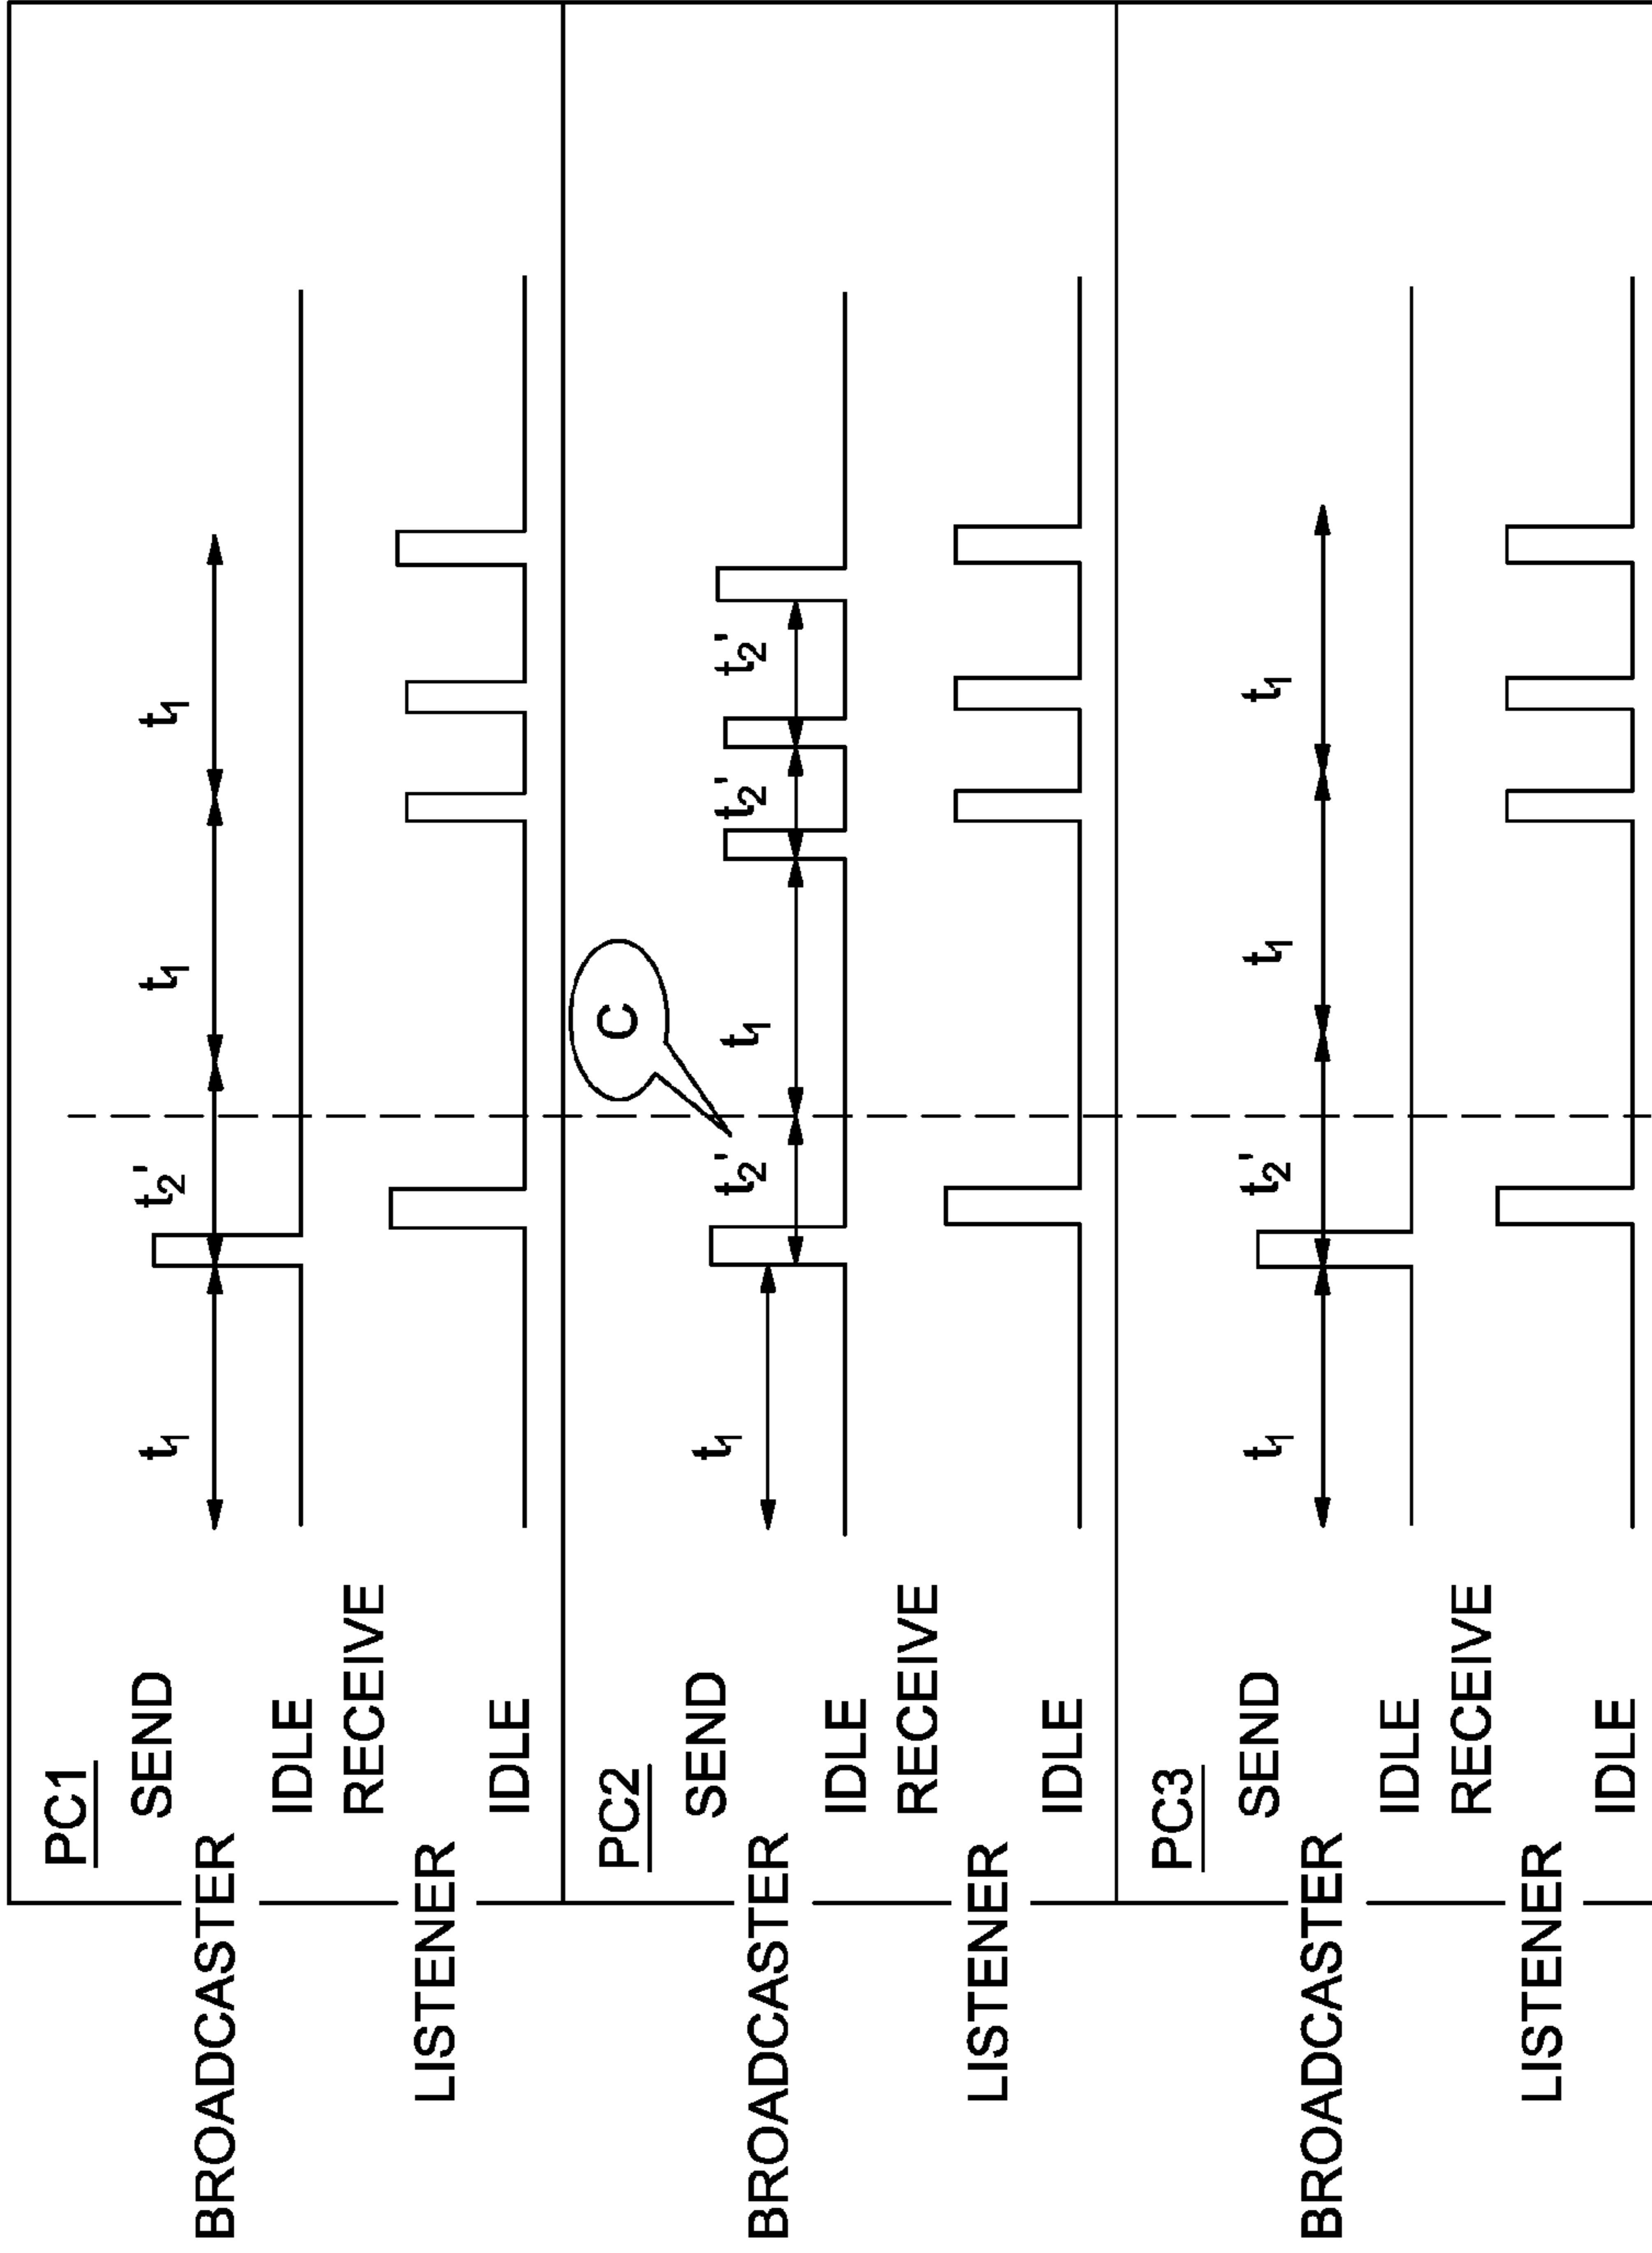 PC1
BROADCASTER
SEND
t1 t2' t1 t1
IDLE
LISTENER
RECEIVE
IDLE
PC2
C
BROADCASTER
SEND
t1 t2' t1 t2' t2'
IDLE
LISTENER
RECEIVE
IDLE
PC3
BROADCASTER
SEND
t1 t2' t1 t1
IDLE
LISTENER
RECEIVE
IDLE